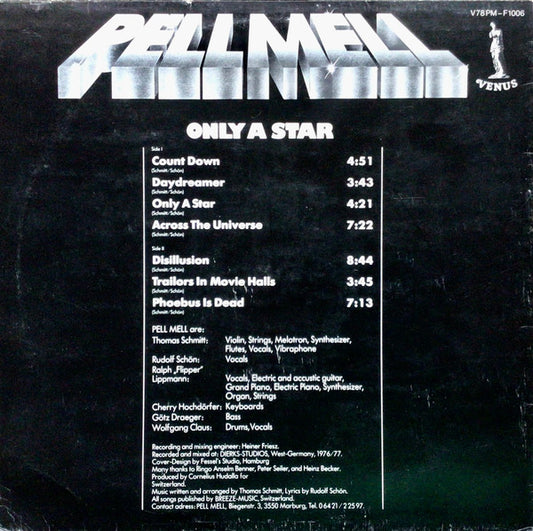 V78PM-F1006
PELL MELL
VENUS
ONLY A STAR
Side I
Count Down 4:51
(Schmitt/Schön)
Daydreamer 3:43
(Schmitt/Schön)
Only A Star 4:21
(Schmitt/Schön)
Across The Universe 7:22
(Schmitt/Schön)
Side II
Disillusion 8:44
(Schmitt/Schön)
Trailors In Movie Halls 3:45
(Schmitt/Schön)
Phoebus Is Dead 7:13
(Schmitt/Schön)
PELL MELL are:
Thomas Schmitt: Violin, Strings, Melotron, Synthesizer,
Flutes, Vocals, Vibraphone
Rudolf Schön: Vocals
Ralph „Flipper”
Lippmann: Vocals, Electric and accustic guitar,
Grand Piano, Electric Piano, Synthesizer,
Organ, Strings
Cherry Hochdörfer: Keyboards
Götz Draeger: Bass
Wolfgang Claus: Drums, Vocals
Recording and mixing engineer: Heiner Friesz.
Recorded and mixed at: DIERKS-STUDIOS, West-Germany, 1976/77.
Cover-Design by Fessel's Studio, Hamburg
Many thanks to Ringo Anselm Benner, Peter Seiler, and Heinz Becker.
Produced by Cornelius Hudalla for
Switzerland.
Music written and arranged by Thomas Schmitt, Lyrics by Rudolf Schön.
All songs published by BREEZE-MUSIC, Switzerland.
Contact adress: PELL MELL, Biegenstr. 3, 3550 Marburg, Tel. 06421/22597.